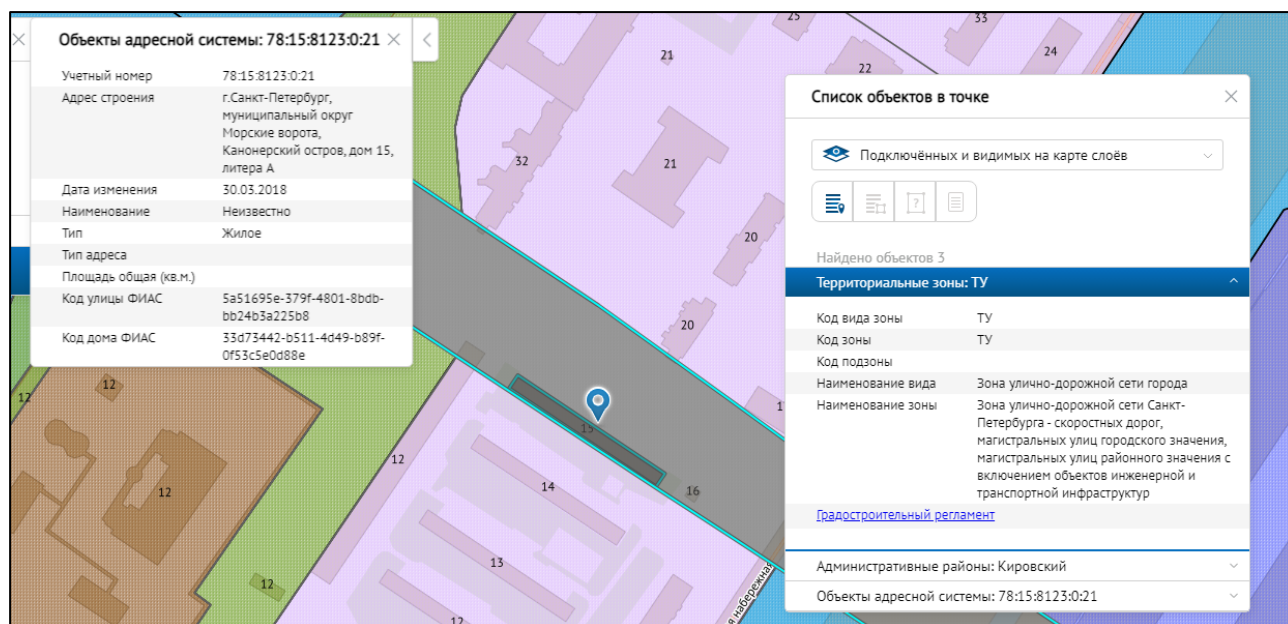 Объекты адресной системы: 78:15:8123:0:21
Учетный номер 78:15:8123:0:21
Адрес строения г.Санкт-Петербург,
муниципальный округ
Морские ворота,
Канонерский остров, дом 15,
литера А
Дата изменения 30.03.2018
Наименование Неизвестно
Тип Жилое
Тип адреса
Площадь общая (кв.м.)
Код улицы ФИАС 5a51695e-379f-4801-8bdb-
bb24b3a225b8
Код дома ФИАС 33d73442-b511-4d49-b89f-
0f53c5e0d88e
Список объектов в точке
Подключённых и видимых на карте слоёв
?
Найдено объектов 3
Территориальные зоны: ТУ
Код вида зоны ТУ
Код зоны ТУ
Код подзоны
Наименование вида Зона улично-дорожной сети города
Наименование зоны Зона улично-дорожной сети Санкт-
Петербурга - скоростных дорог,
магистральных улиц городского значения,
магистральных улиц районного значения с
включением объектов инженерной и
транспортной инфраструктур
Градостроительный регламент
Административные районы: Кировский
Объекты адресной системы: 78:15:8123:0:21
25
33
21
22
24
32
21
20
20
12
12
12
15
12
14
16
12
13
12
12
набережная